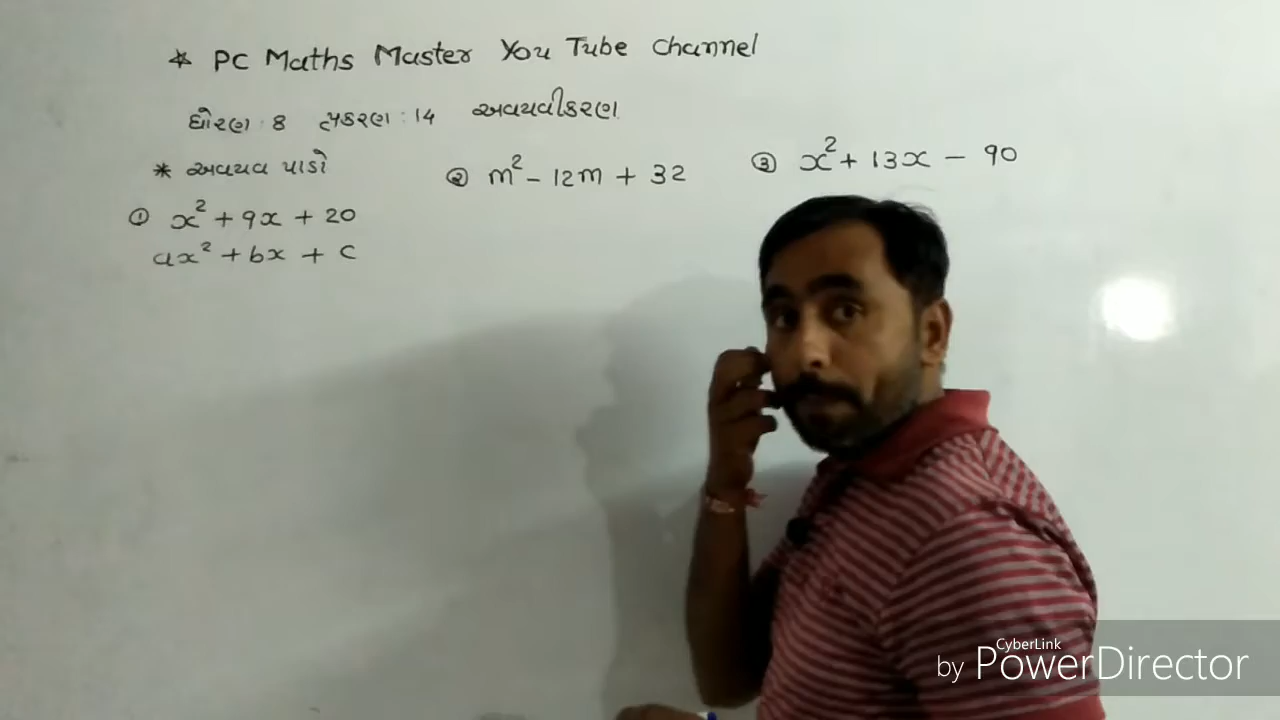 * PC Maths Master You Tube Channel
ધોરણ : 8 પ્રકરણ : 14 અવયવીકરણ
* અવયવ પાડો
① x² + 9x + 20
ax² + bx + c
② m² - 12m + 32
③ x² + 13x - 90
CyberLink
by PowerDirector